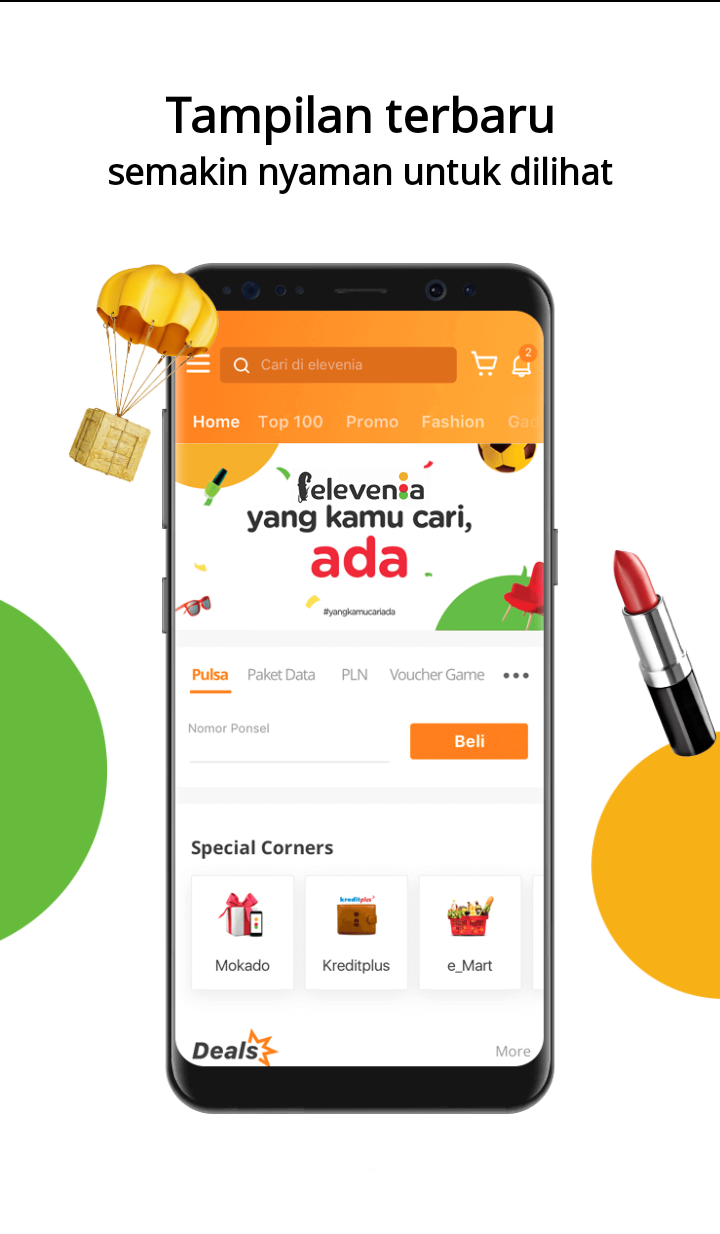 Tampilan terbaru
semakin nyaman untuk dilihat
Cari di elevenia
2
Home Top 100 Promo Fashion
elevenia
yang kamu cari,
ada
#yangkamucariada
Pulsa Paket Data PLN Voucher Game
Nomor Ponsel
Beli
Special Corners
kreditplus
Mokado Kreditplus e_Mart
Deals More